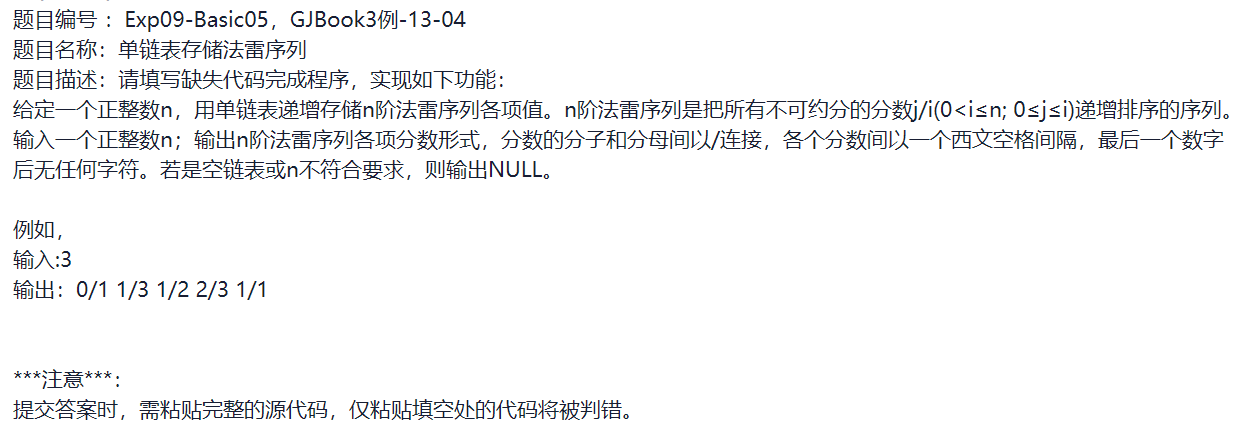 题目编号 ：Exp09-Basic05，GJBook3例-13-04
题目名称：单链表存储法雷序列
题目描述：请填写缺失代码完成程序，实现如下功能：
给定一个正整数n，用单链表递增存储n阶法雷序列各项值。n阶法雷序列是把所有不可约分的分数j/i(0<i≤n; 0≤j≤i)递增排序的序列。
输入一个正整数n；输出n阶法雷序列各项分数形式，分数的分子和分母间以/连接，各个分数间以一个西文空格间隔，最后一个数字
后无任何字符。若是空链表或n不符合要求，则输出NULL。
例如，
输入:3
输出：0/1 1/3 1/2 2/3 1/1
***注意***：
提交答案时，需粘贴完整的源代码，仅粘贴填空处的代码将被判错。